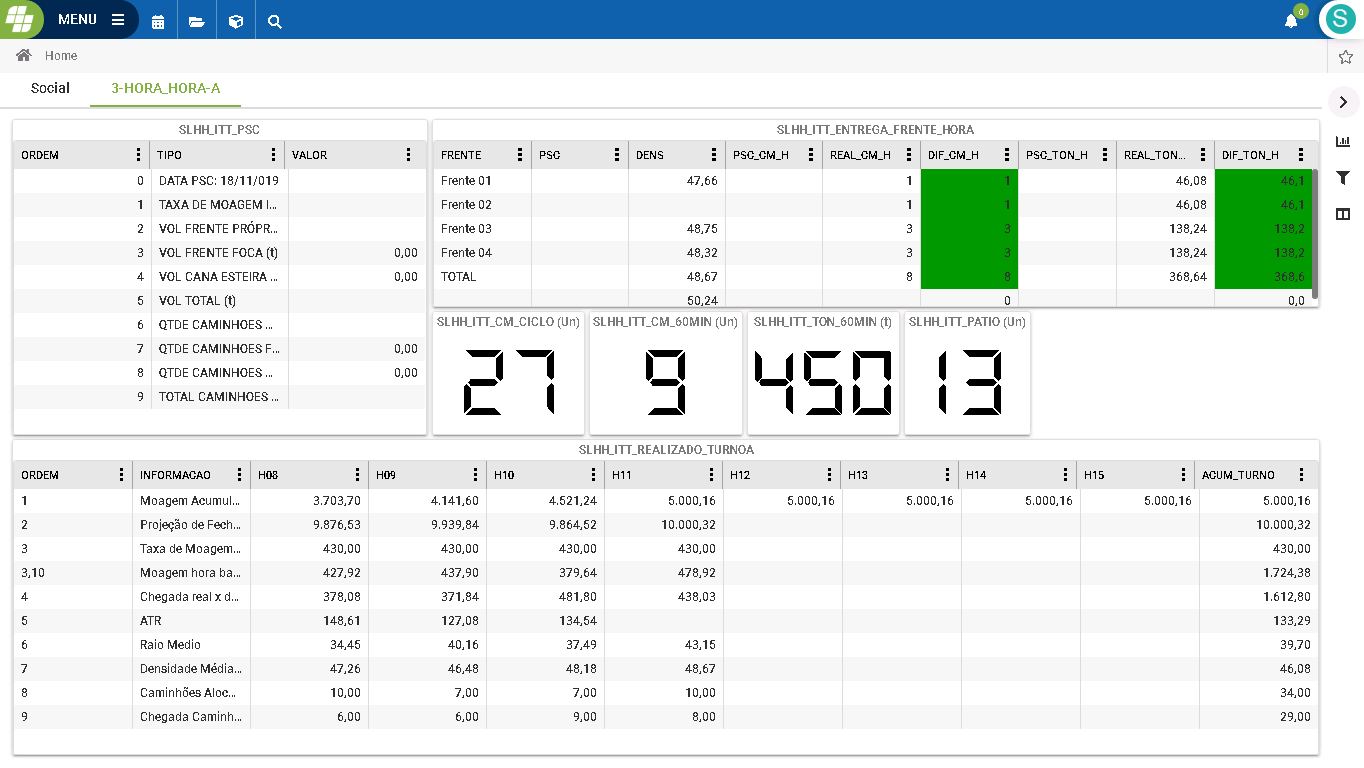 MENU
0
S
Home
Social 3-HORA_HORA-A
SLHH_ITT_PSC
ORDEM TIPO VALOR
0 DATA PSC: 18/11/019
1 TAXA DE MOAGEM I...
2 VOL FRENTE PRÓPR...
3 VOL FRENTE FOCA (t) 0,00
4 VOL CANA ESTEIRA ... 0,00
5 VOL TOTAL (t)
6 QTDE CAMINHOES ...
7 QTDE CAMINHOES F... 0,00
8 QTDE CAMINHOES ... 0,00
9 TOTAL CAMINHOES ...
SLHH_ITT_ENTREGA_FRENTE_HORA
FRENTE PSC DENS PSC_CM_H REAL_CM_H DIF_CM_H PSC_TON_H REAL_TON... DIF_TON_H
Frente 01 47,66 1 1 46,08 46,1
Frente 02 1 1 46,08 46,1
Frente 03 48,75 3 3 138,24 138,2
Frente 04 48,32 3 3 138,24 138,2
TOTAL 48,67 8 8 368,64 368,6
50,24 0 0,0
SLHH_ITT_CM_CICLO (Un) SLHH_ITT_CM_60MIN (Un) SLHH_ITT_TON_60MIN (t) SLHH_ITT_PATIO (Un)
27 9 450 13
SLHH_ITT_REALIZADO_TURNOA
ORDEM INFORMACAO H08 H09 H10 H11 H12 H13 H14 H15 ACUM_TURNO
1 Moagem Acumul... 3.703,70 4.141,60 4.521,24 5.000,16 5.000,16 5.000,16 5.000,16 5.000,16 5.000,16
2 Projeção de Fech... 9.876,53 9.939,84 9.864,52 10.000,32 10.000,32
3 Taxa de Moagem... 430,00 430,00 430,00 430,00 430,00
3,10 Moagem hora ba... 427,92 437,90 379,64 478,92 1.724,38
4 Chegada real x d... 378,08 371,84 481,80 438,03 1.612,80
5 ATR 148,61 127,08 134,54 133,29
6 Raio Medio 34,45 40,16 37,49 43,15 39,70
7 Densidade Média... 47,26 46,48 48,18 48,67 46,08
8 Caminhões Aloc... 10,00 7,00 7,00 10,00 34,00
9 Chegada Caminh... 6,00 6,00 9,00 8,00 29,00